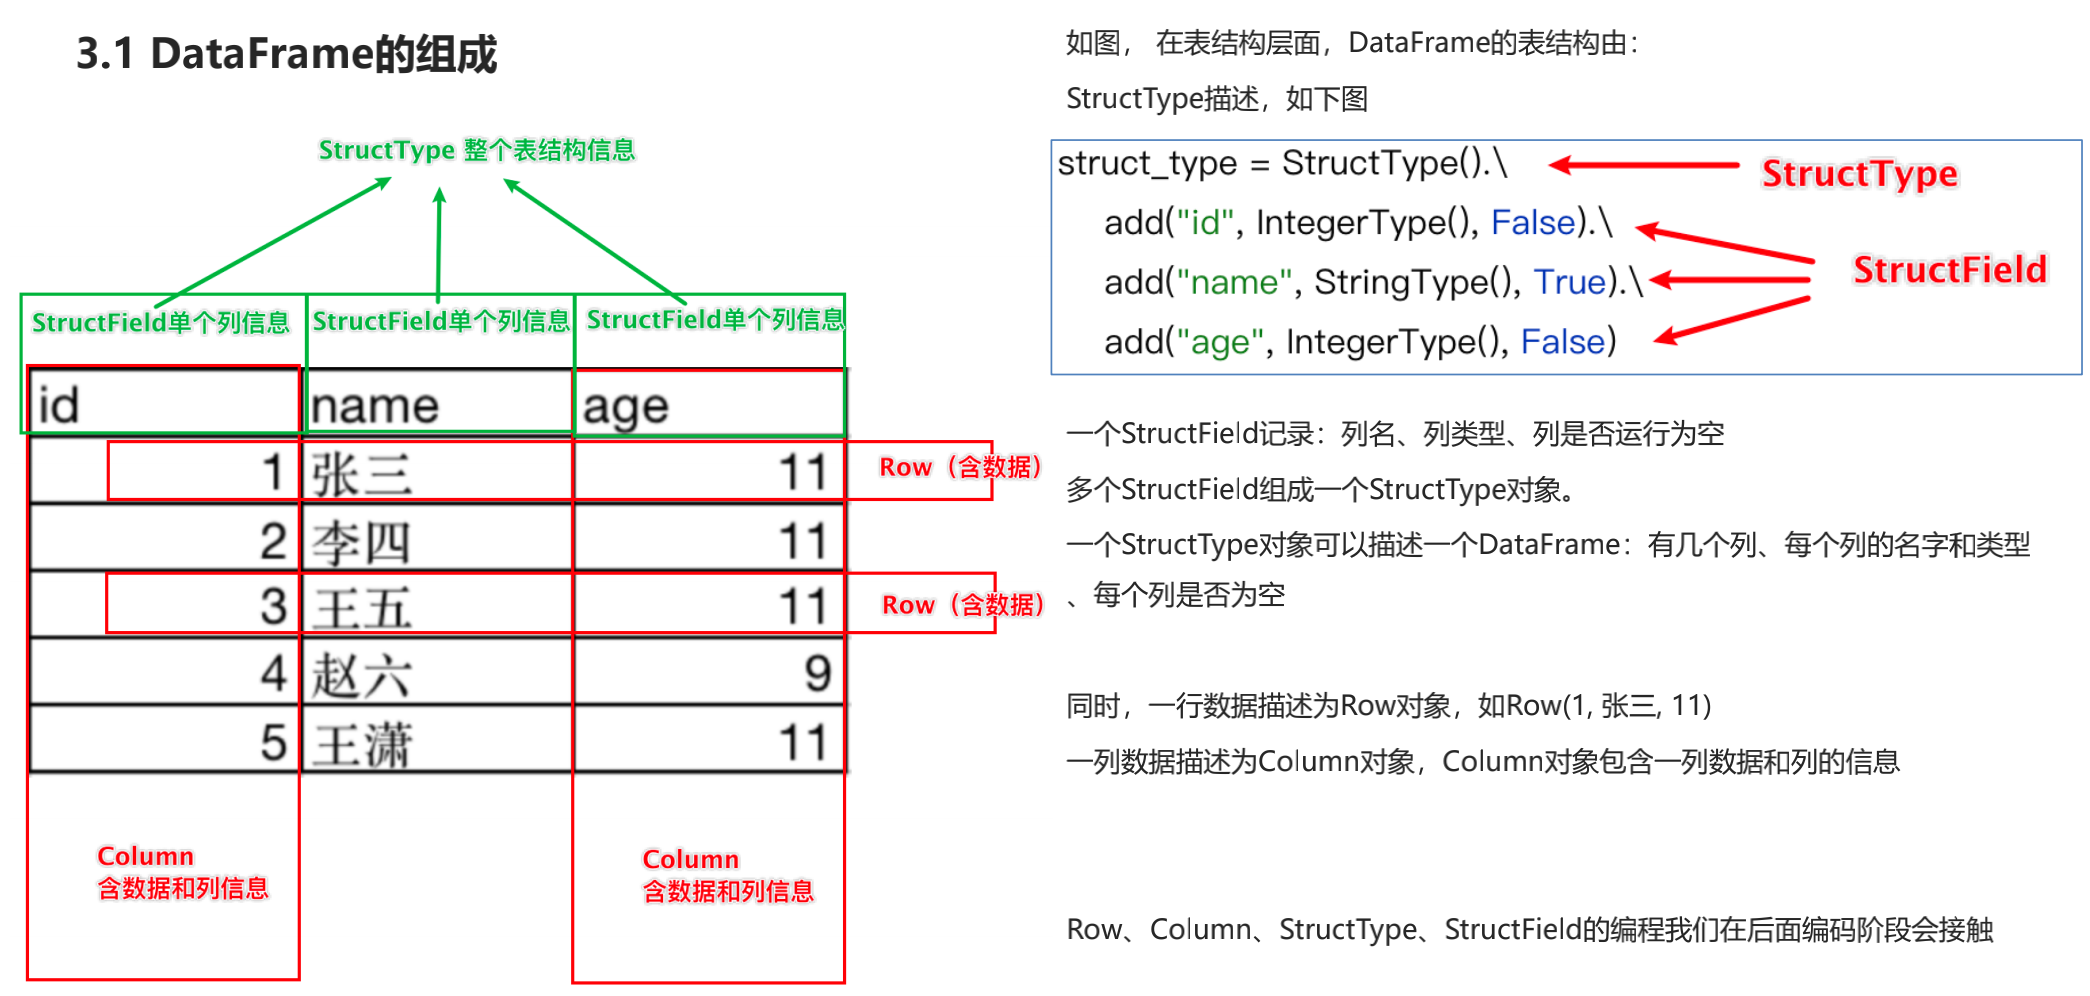 3.1 DataFrame的组成
StructType 整个表结构信息
StructField单个列信息 StructField单个列信息 StructField单个列信息
id name age
1 张三 11 Row（含数据）
2 李四 11
3 王五 11 Row（含数据）
4 赵六 9
5 王潇 11
Column
含数据和列信息
Column
含数据和列信息
如图， 在表结构层面，DataFrame的表结构由：
StructType描述，如下图
struct_type = StructType().\ StructType
add("id", IntegerType(), False).\
add("name", StringType(), True).\ StructField
add("age", IntegerType(), False)
一个StructField记录：列名、列类型、列是否运行为空
多个StructField组成一个StructType对象。
一个StructType对象可以描述一个DataFrame：有几个列、每个列的名字和类型
、每个列是否为空
同时，一行数据描述为Row对象，如Row(1, 张三, 11)
一列数据描述为Column对象，Column对象包含一列数据和列的信息
Row、Column、StructType、StructField的编程我们在后面编码阶段会接触